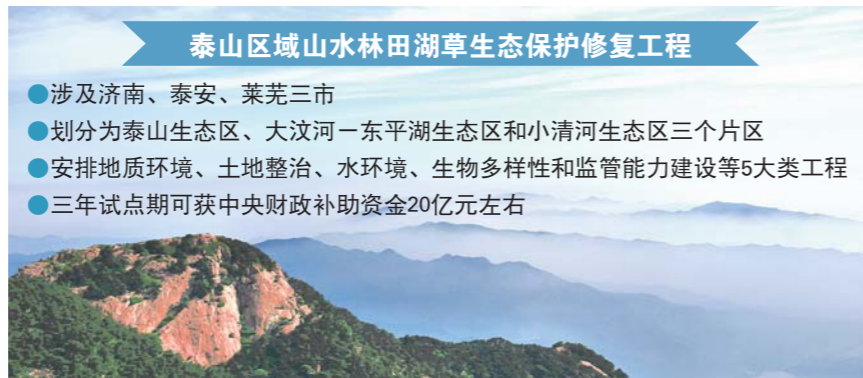 泰山区域山水林田湖草生态保护修复工程
●涉及济南、泰安、莱芜三市
●划分为泰山生态区、大汶河－东平湖生态区和小清河生态区三个片区
●安排地质环境、土地整治、水环境、生物多样性和监管能力建设等5大类工程
●三年试点期可获中央财政补助资金20亿元左右